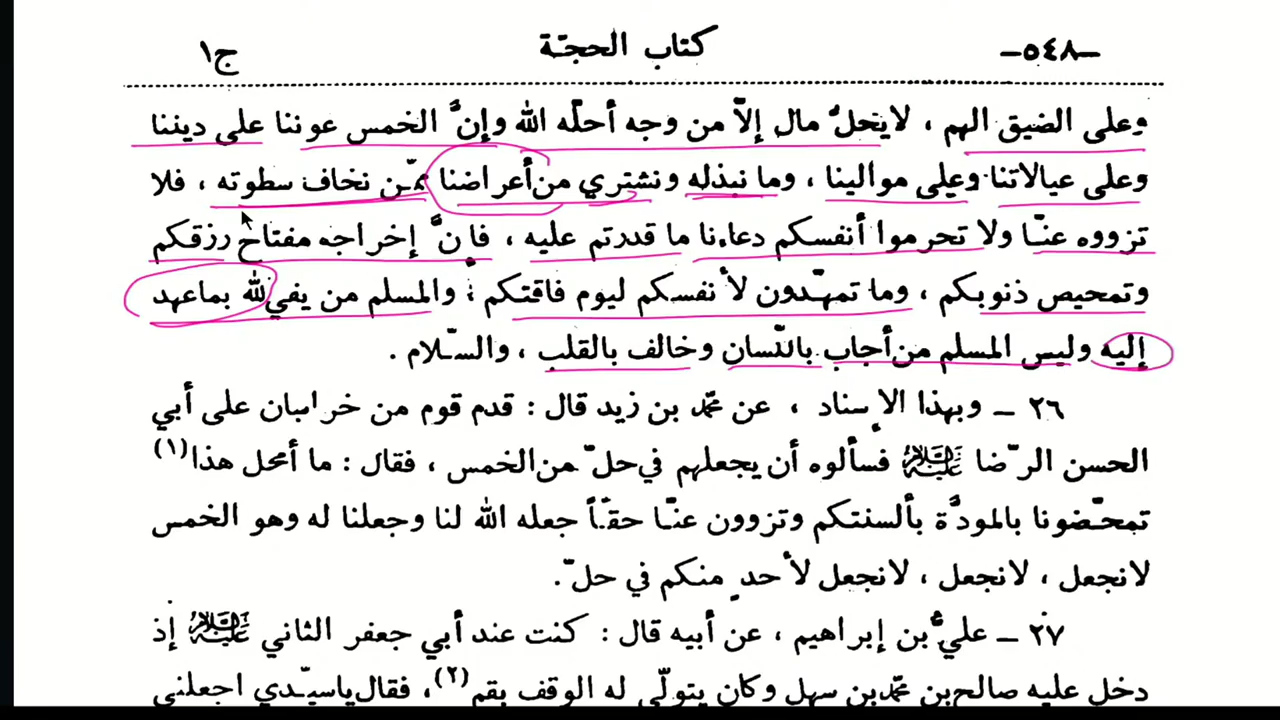 -٥٤٨- كتاب الحجّة ج١
وعلى الضيق الهم ، لايحلُّ مال إلّا من وجه أحلّه الله وإنَّ الخمس عوننا على ديننا
وعلى عيالاتنا وعلى موالينا ، وما نبذله ونشتري من أعراضنا ممّن نخاف سطوته ، فلا
تزووه عنّا ولا تحرموا أنفسكم دعاءنا ما قدرتم عليه ، فإنَّ إخراجه مفتاح رزقكم
وتمحيص ذنوبكم ، وما تمهّدون لأنفسكم ليوم فاقتكم ، والمسلم من يفي لله بماعهد
إليه وليس المسلم من أجاب باللّسان وخالف بالقلب ، والسّلام .
٢٦ ـ وبهذا الإسناد ، عن محمّد بن زيد قال : قدم قوم من خراسان على أبي
الحسن الرّضا عليه السلام فسألوه أن يجعلهم في حلّ من الخمس ، فقال : ما أمحل هذا(١)
تمحّضونا بالمودَّة بألسنتكم وتزوون عنّا حقّاً جعله الله لنا وجعلنا له وهو الخمس
لانجعل ، لانجعل ، لانجعل لأحد منكم في حلّ .
٢٧ ـ عليُّ بن إبراهيم ، عن أبيه قال : كنت عند أبي جعفر الثاني عليه السلام إذ
دخل عليه صالح بن محمّد بن سهل وكان يتولّى له الوقف بقم(٢) ، فقال ياسيّدي اجعلني